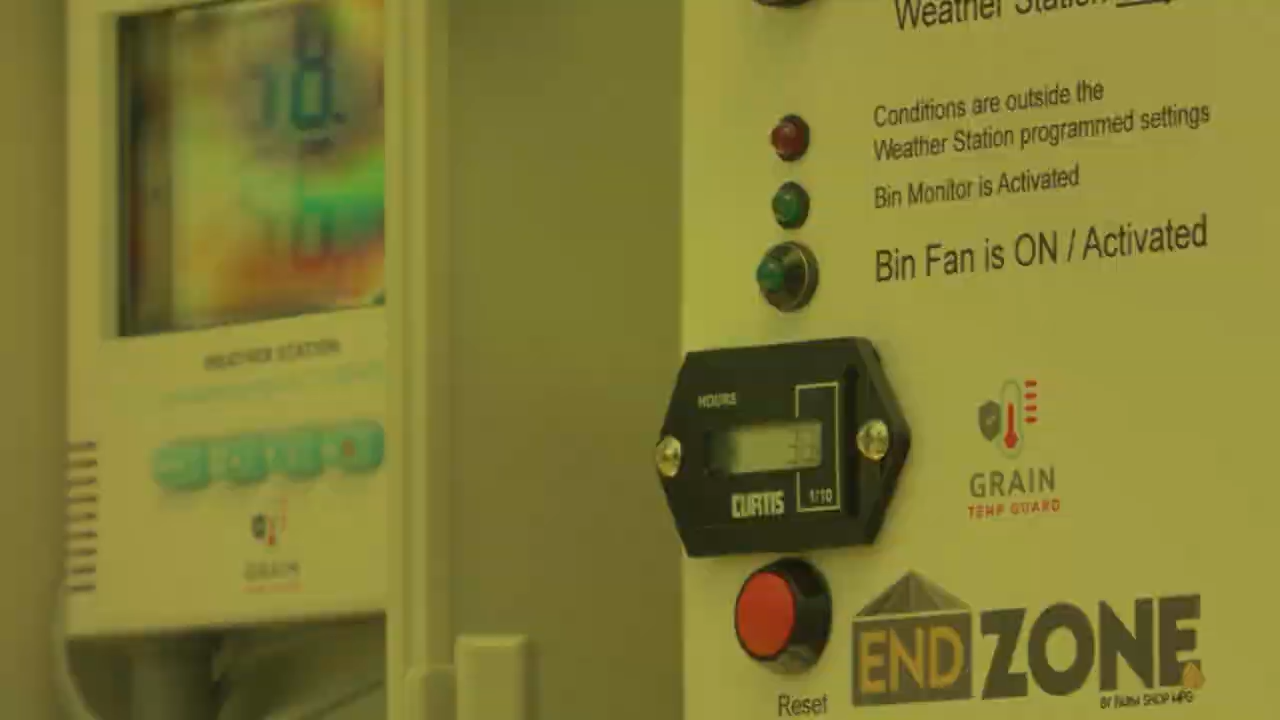 Weather Station
Conditions are outside the
Weather Station programmed settings
Bin Monitor is Activated
Bin Fan is ON / Activated
WEATHER STATION
HOURS
CURTIS
1/10
GRAIN
TEMP GUARD
GRAIN
END ZONE
BY FARM SHOP MFG
Reset